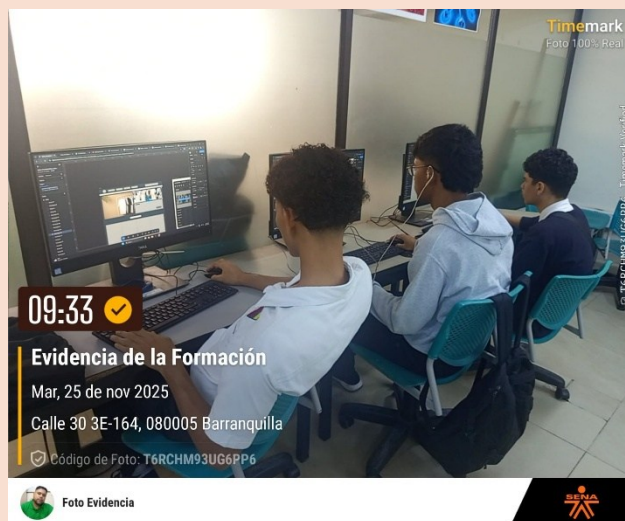 Timemark
Foto 100% Real
09:33
Evidencia de la Formación
Mar, 25 de nov 2025
Calle 30 3E-164, 080005 Barranquilla
Código de Foto: T6RCHM93UG6PP6
Foto Evidencia
SENA